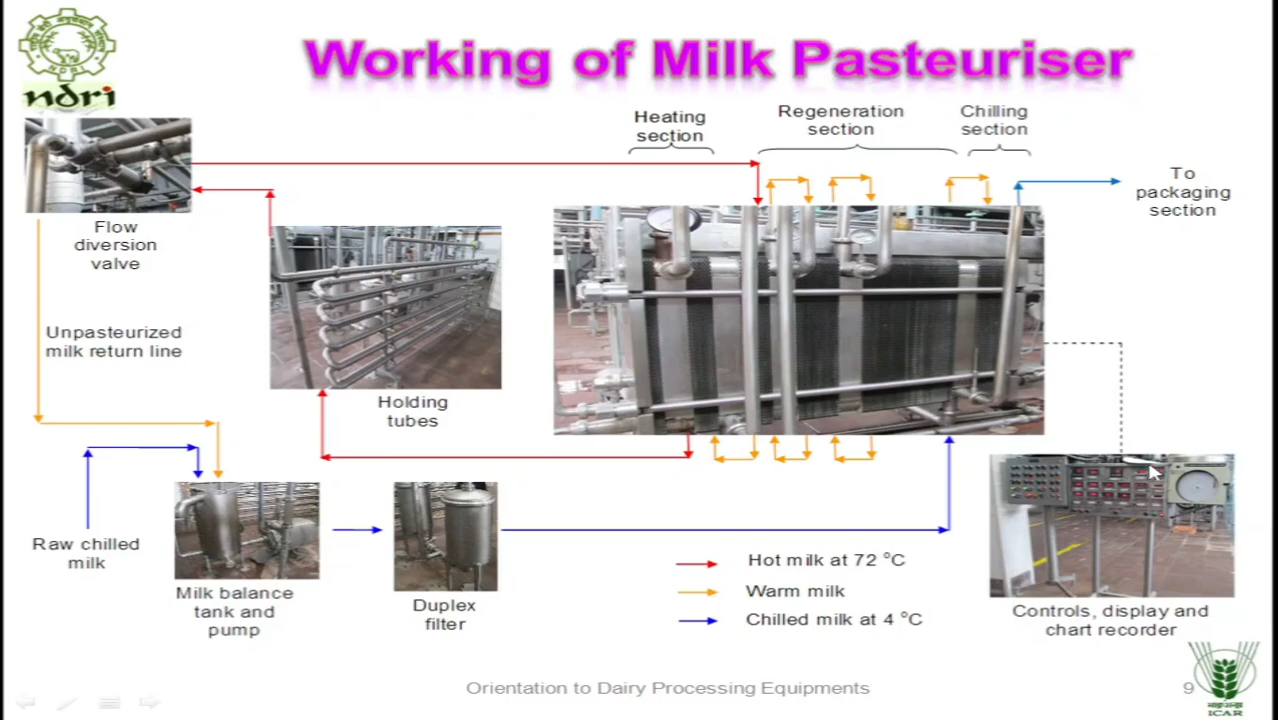 Working of Milk Pasteuriser
ndri
Heating
section
Regeneration
section
Chilling
section
To
packaging
section
Flow
diversion
valve
Unpasteurized
milk return line
Holding
tubes
Raw chilled
milk
Milk balance
tank and
pump
Duplex
filter
Hot milk at 72 °C
Warm milk
Chilled milk at 4 °C
Controls, display and
chart recorder
Orientation to Dairy Processing Equipments
9
ICAR